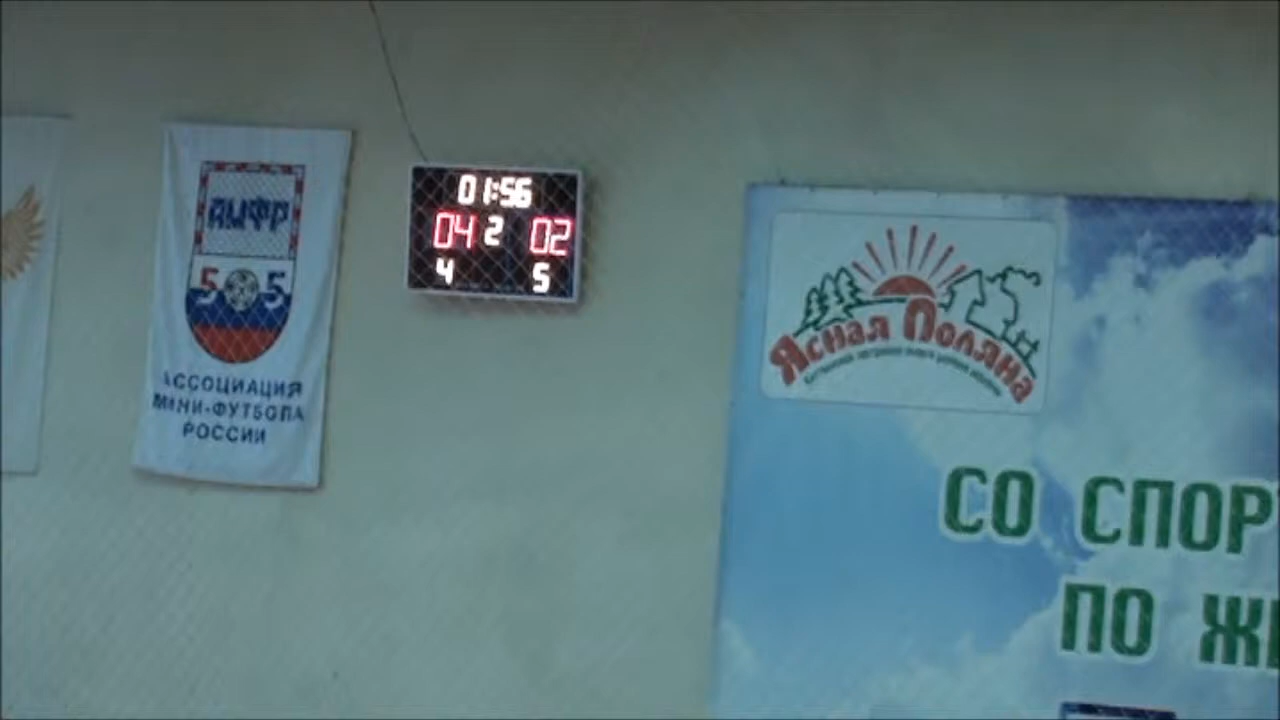 АМФР
5 5
АССОЦИАЦИЯ
МИНИ-ФУТБОЛА
РОССИИ
01:56
04 2 02
4 5
Ясная Поляна
СО СПОР
ПО Ж